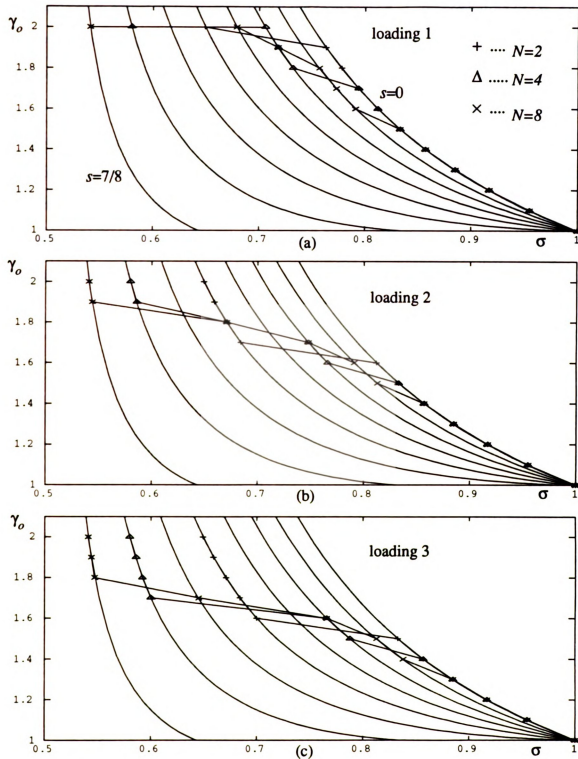 γo
loading 1
+ .... N=2
Δ ..... N=4
× .... N=8
s=0
s=7/8
2
1.8
1.6
1.4
1.2
1
0.5 0.6 0.7 0.8 0.9 σ 1
(a)
γo
loading 2
2
1.8
1.6
1.4
1.2
1
0.5 0.6 0.7 0.8 0.9 σ 1
(b)
γo
loading 3
2
1.8
1.6
1.4
1.2
1
0.5 0.6 0.7 0.8 0.9 σ 1
(c)